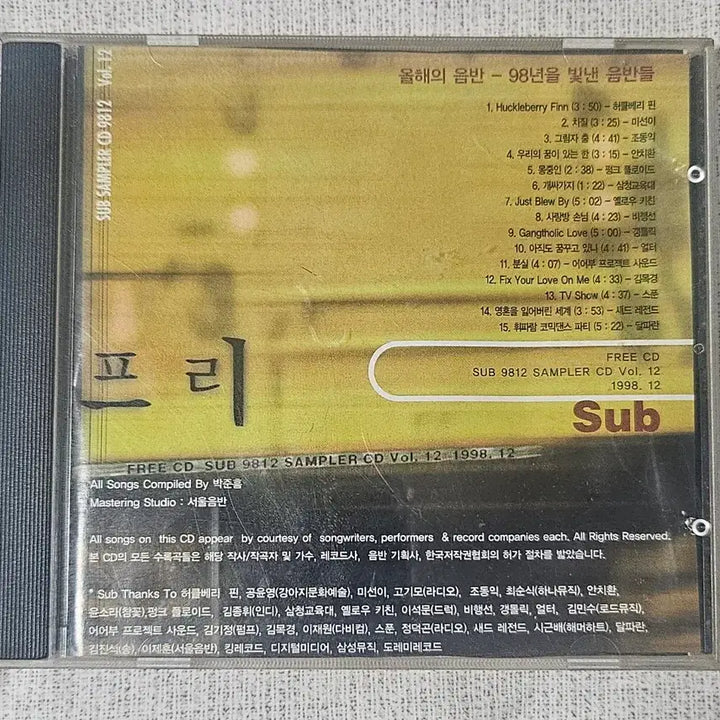 SUB SAMPLER CD 9812 - Vol. 12
올해의 음반 - 98년을 빛낸 음반들
1. Huckleberry Finn (3 : 50) - 허클베리 핀
2. 치질 (3 : 25) - 미선이
3. 그림자 춤 (4 : 41) - 조동익
4. 우리의 꿈이 있는 한 (3 : 15) - 안치환
5. 몽중인 (2 : 38) - 펑크 플로이드
6. 개싸가지 (1 : 22) - 삼청교육대
7. Just Blew By (5 : 02) - 옐로우 키친
8. 사랑방 손님 (4 : 23) - 비행선
9. Gangtholic Love (5 : 00) - 갱톨릭
10. 아직도 꿈꾸고 있니 (4 : 41) - 얼터
11. 분실 (4 : 07) - 어어부 프로젝트 사운드
12. Fix Your Love On Me (4 : 33) - 김목경
13. TV Show (4 : 37) - 스푼
14. 영혼을 잃어버린 세계 (3 : 53) - 새드 레전드
15. 휘파람 코믹댄스 파티 (5 : 22) - 달파란
프리
FREE CD
SUB 9812 SAMPLER CD Vol. 12
1998. 12
Sub
FREE CD SUB 9812 SAMPLER CD Vol. 12 1998. 12
All Songs Compiled By 박준흠
Mastering Studio : 서울음반
All songs on this CD appear by courtesy of songwriters, performers & record companies each. All Rights Reserved.
본 CD의 모든 수록곡들은 해당 작사/작곡자 및 가수, 레코드사, 음반 기획사, 한국저작권협회의 허가 절차를 밟았습니다.
* Sub Thanks To 허클베리 핀, 공윤영(강아지문화예술), 미선이, 고기모(라디오), 조동익, 최순식(하나뮤직), 안치환,
윤소라(참꽃), 펑크 플로이드, 김종휘(인디), 삼청교육대, 옐로우 키친, 이석문(드럭), 비행선, 갱톨릭, 얼터, 김민수(로드뮤직),
어어부 프로젝트 사운드, 김기정(펌프), 김목경, 이재원(다비컴), 스푼, 정덕곤(라디오), 새드 레전드, 시근배(해머하트), 달파란,
김진석(송), 이제훈(서울음반), 킹레코드, 디지털미디어, 삼성뮤직, 도레미레코드